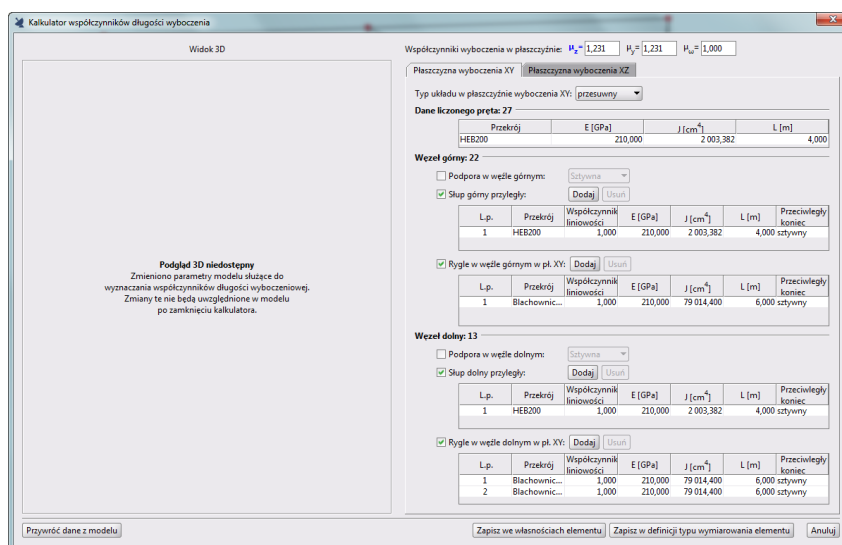 Kalkulator współczynników długości wyboczenia
Widok 3D
Współczynniki wyboczenia w płaszczyźnie: μz= 1,231 μy= 1,231 μω= 1,000
Płaszczyzna wyboczenia XY Płaszczyzna wyboczenia XZ
Typ układu w płaszczyźnie wyboczenia XY: przesuwny
Dane liczonego pręta: 27
Przekrój E [GPa] J [cm⁴] L [m]
HEB200 210,000 2 003,382 4,000
Węzeł górny: 22
Podpora w węźle górnym: Sztywna
Słup górny przyległy: Dodaj Usuń
L.p. Przekrój Współczynnik liniowości E [GPa] J [cm⁴] L [m] Przeciwległy koniec
1 HEB200 1,000 210,000 2 003,382 4,000 sztywny
Rygle w węźle górnym w pł. XY: Dodaj Usuń
L.p. Przekrój Współczynnik liniowości E [GPa] J [cm⁴] L [m] Przeciwległy koniec
1 Blachownic... 1,000 210,000 79 014,400 6,000 sztywny
Podgląd 3D niedostępny
Zmieniono parametry modelu służące do
wyznaczania współczynników długości wyboczeniowej.
Zmiany te nie będą uwzględnione w modelu
po zamknięciu kalkulatora.
Węzeł dolny: 13
Podpora w węźle dolnym: Sztywna
Słup dolny przyległy: Dodaj Usuń
L.p. Przekrój Współczynnik liniowości E [GPa] J [cm⁴] L [m] Przeciwległy koniec
1 HEB200 1,000 210,000 2 003,382 4,000 sztywny
Rygle w węźle dolnym w pł. XY: Dodaj Usuń
L.p. Przekrój Współczynnik liniowości E [GPa] J [cm⁴] L [m] Przeciwległy koniec
1 Blachownic... 1,000 210,000 79 014,400 6,000 sztywny
2 Blachownic... 1,000 210,000 79 014,400 6,000 sztywny
Przywróć dane z modelu Zapisz we własnościach elementu Zapisz w definicji typu wymiarowania elementu Anuluj